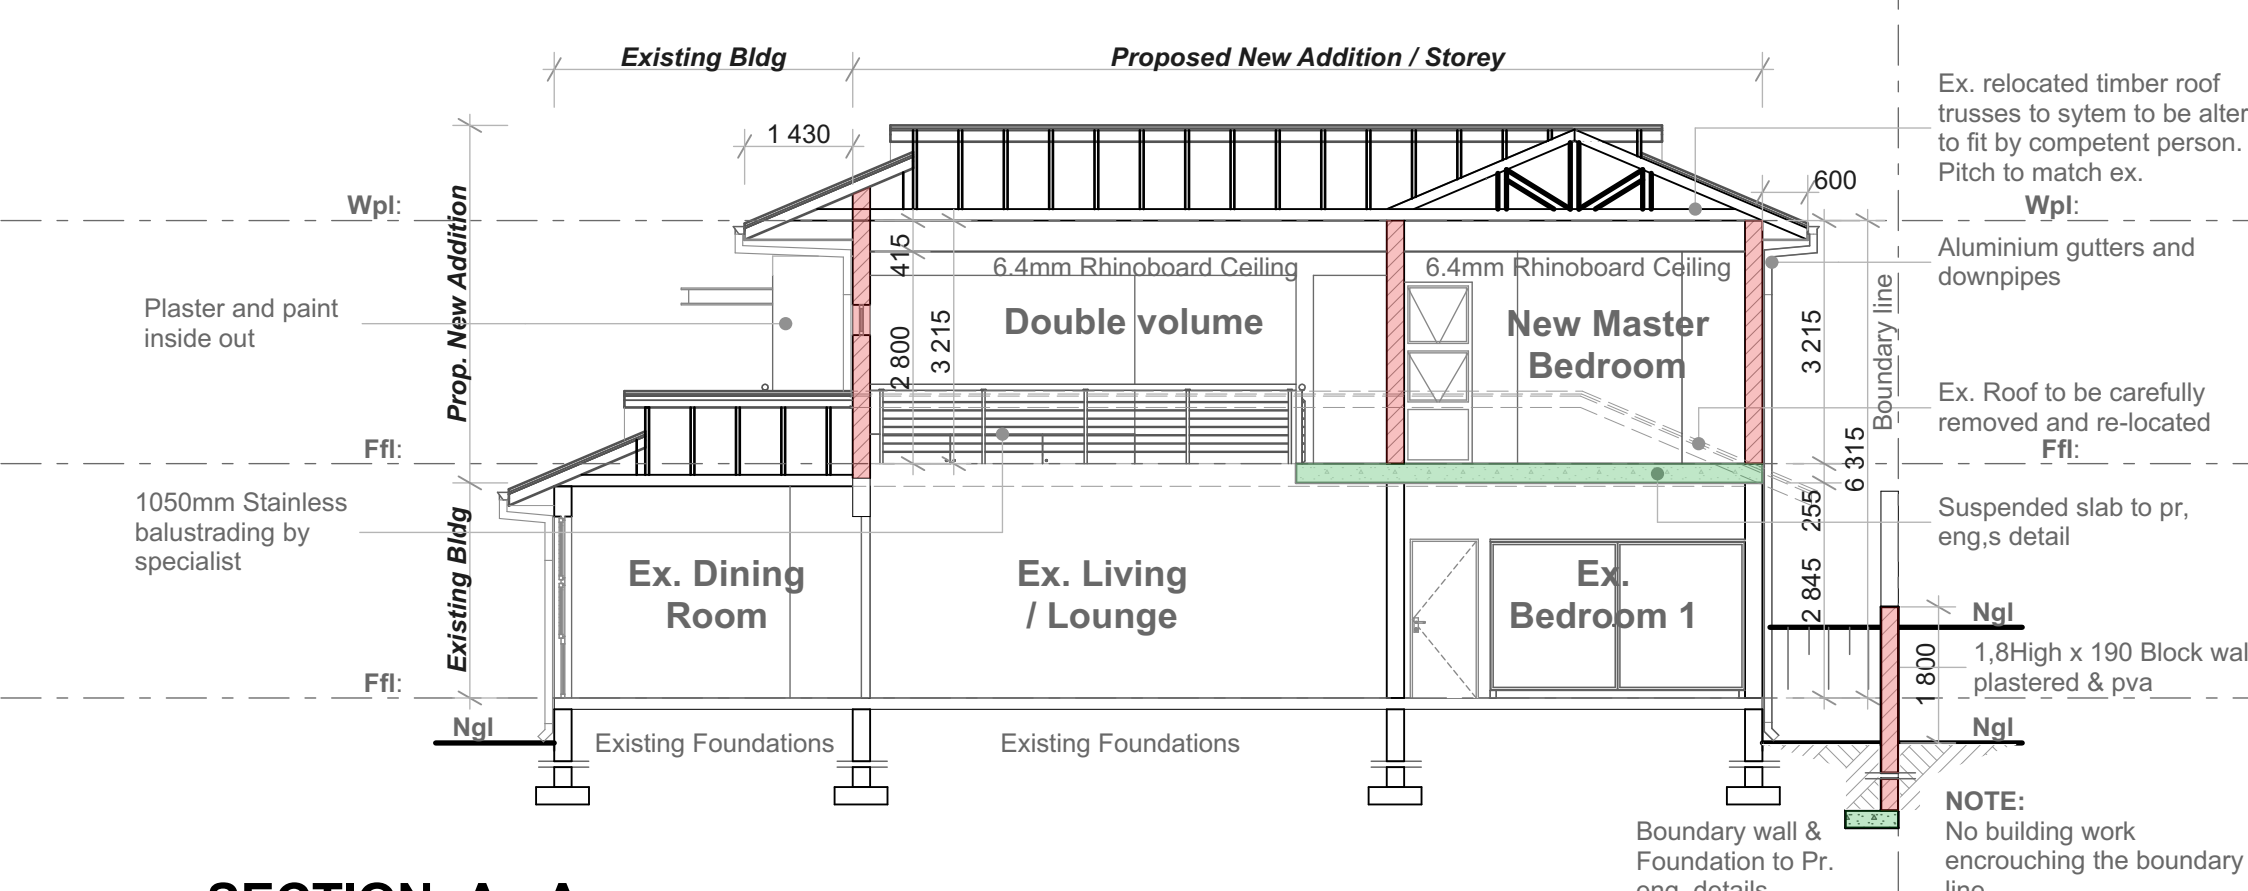 Existing Bldg
Proposed New Addition / Storey
1 430
600
Ex. relocated timber roof
trusses to sytem to be alter
to fit by competent person.
Pitch to match ex.
Wpl:
Wpl:
Prop. New Addition
Aluminium gutters and
downpipes
415
6.4mm Rhinoboard Ceiling
6.4mm Rhinoboard Ceiling
Plaster and paint
inside out
Double volume
New Master
Bedroom
2 800
3 215
3 215
Boundary line
Ex. Roof to be carefully
removed and re-located
Ffl:
Ffl:
6 315
1050mm Stainless
balustrading by
specialist
255
Suspended slab to pr,
eng,s detail
Existing Bldg
Ex. Dining
Room
Ex. Living
/ Lounge
Ex.
Bedroom 1
2 845
Ngl
1,8High x 190 Block wal
plastered & pva
1 800
Ffl:
Ngl
Ngl
Existing Foundations
Existing Foundations
Boundary wall &
Foundation to Pr.
eng. details
NOTE:
No building work
encrouching the boundary
line
SECTION A - A